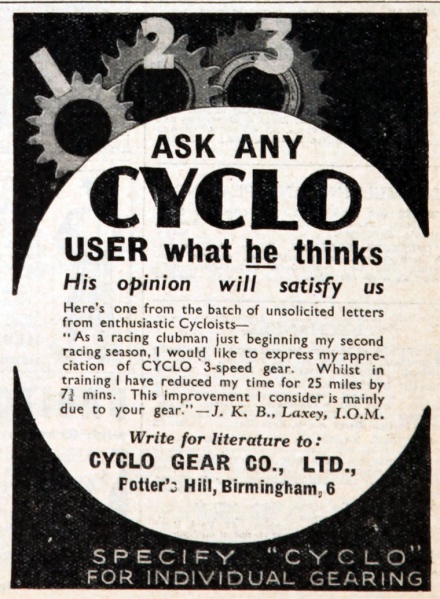 1 2 3
ASK ANY
CYCLO
USER what he thinks
His opinion will satisfy us
Here's one from the batch of unsolicited letters
from enthusiastic Cycloists—
"As a racing clubman just beginning my second
racing season, I would like to express my appre-
ciation of CYCLO 3-speed gear. Whilst in
training I have reduced my time for 25 miles by
7¾ mins. This improvement I consider is mainly
due to your gear."—J. K. B., Laxey, I.O.M.
Write for literature to:
CYCLO GEAR CO., LTD.,
Fotter's Hill, Birmingham, 6
SPECIFY "CYCLO"
FOR INDIVIDUAL GEARING